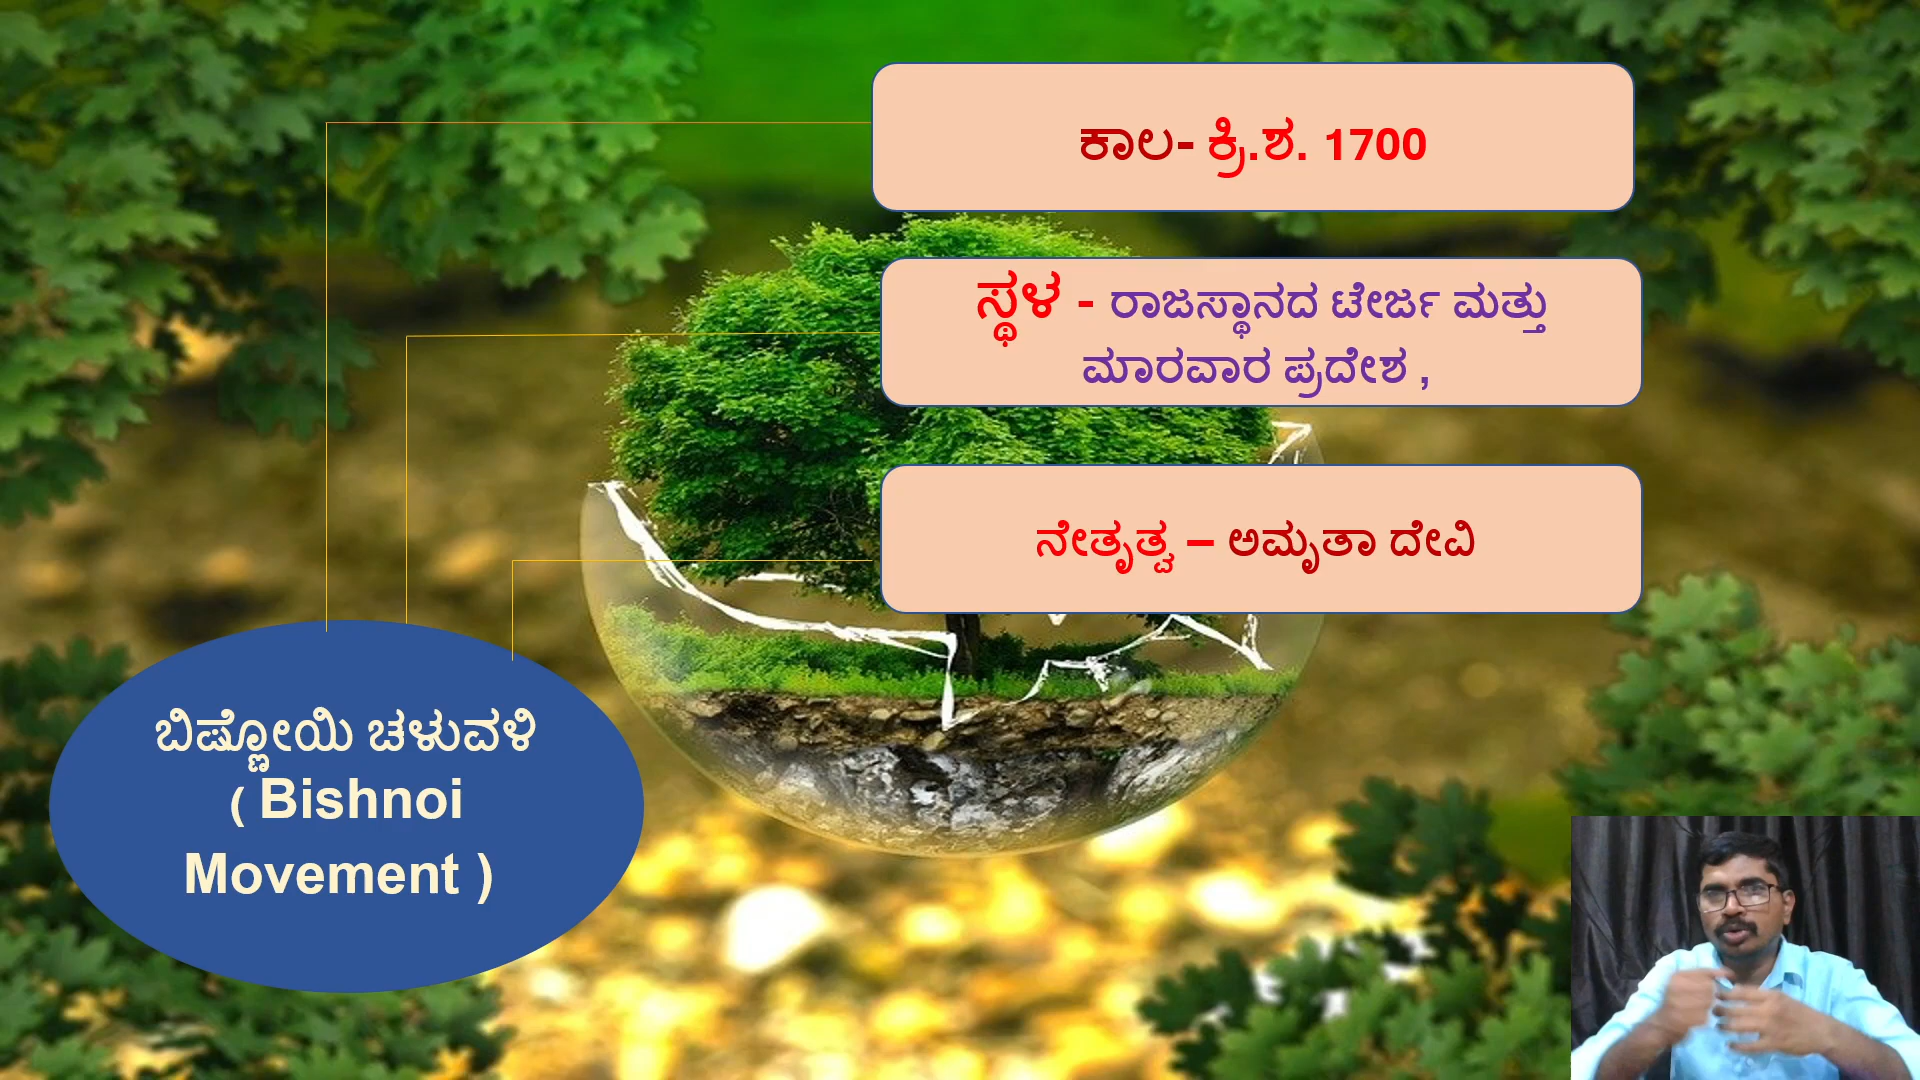 ಕಾಲ- ಕ್ರಿ.ಶ. 1700
ಸ್ಥಳ - ರಾಜಸ್ಥಾನದ ಟೇರ್ಜಿ ಮತ್ತು
ಮಾರವಾರ ಪ್ರದೇಶ ,
ನೇತೃತ್ವ – ಅಮೃತಾ ದೇವಿ
ಬಿಷ್ಣೋಯಿ ಚಳುವಳಿ
( Bishnoi
Movement )